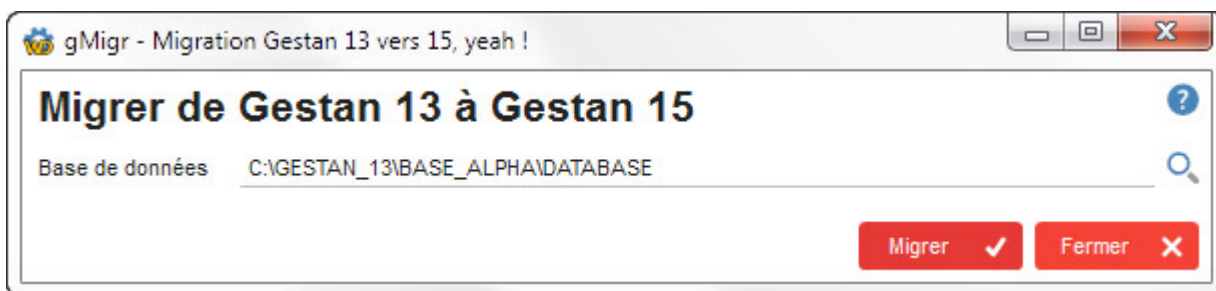 gMigr - Migration Gestan 13 vers 15, yeah !
Migrer de Gestan 13 à Gestan 15
Base de données C:\GESTAN_13\BASE_ALPHA\DATABASE
Migrer Fermer